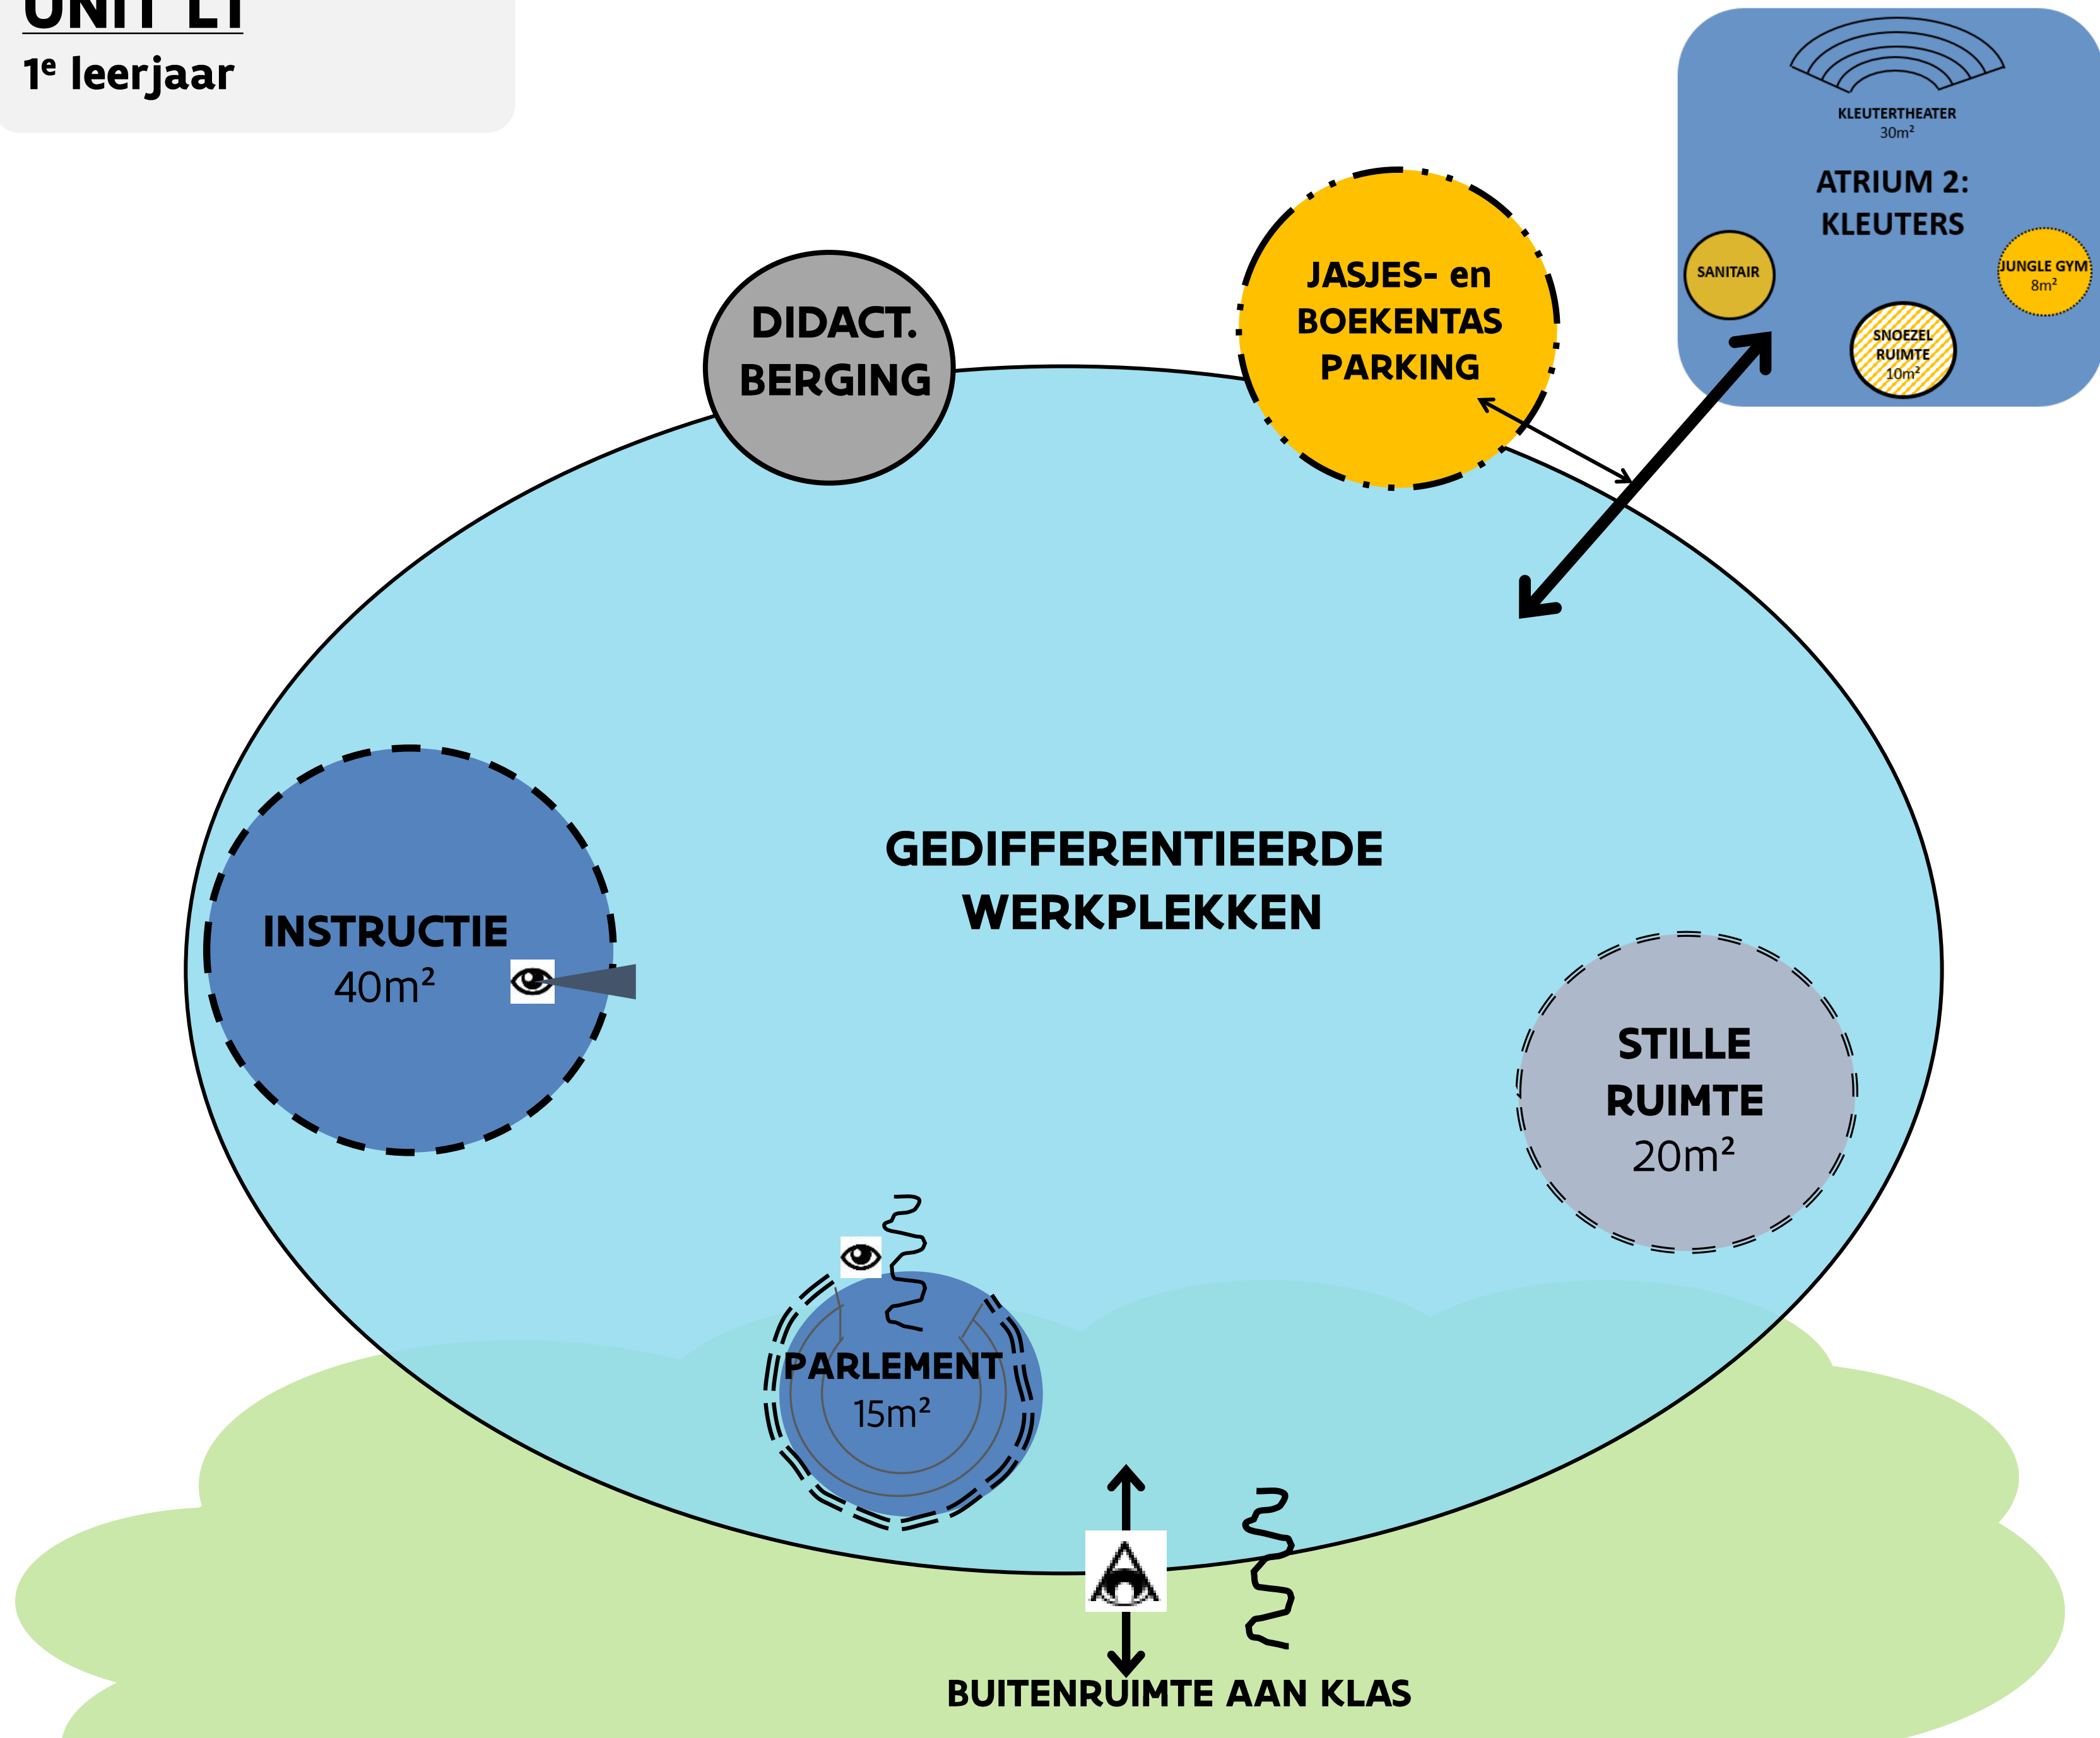 UNIT L1
1e leerjaar
KLEUTERTHEATER
30m²
ATRIUM 2:
KLEUTERS
SANITAIR
JUNGLE GYM
8m²
SNOEZEL
RUIMTE
10m²
JASJES- en
BOEKENTAS
PARKING
DIDACT.
BERGING
GEDIFFERENTIEERDE
WERKPLEKKEN
INSTRUCTIE
40m²
STILLE
RUIMTE
20m²
PARLEMENT
15m²
BUITENRUIMTE AAN KLAS